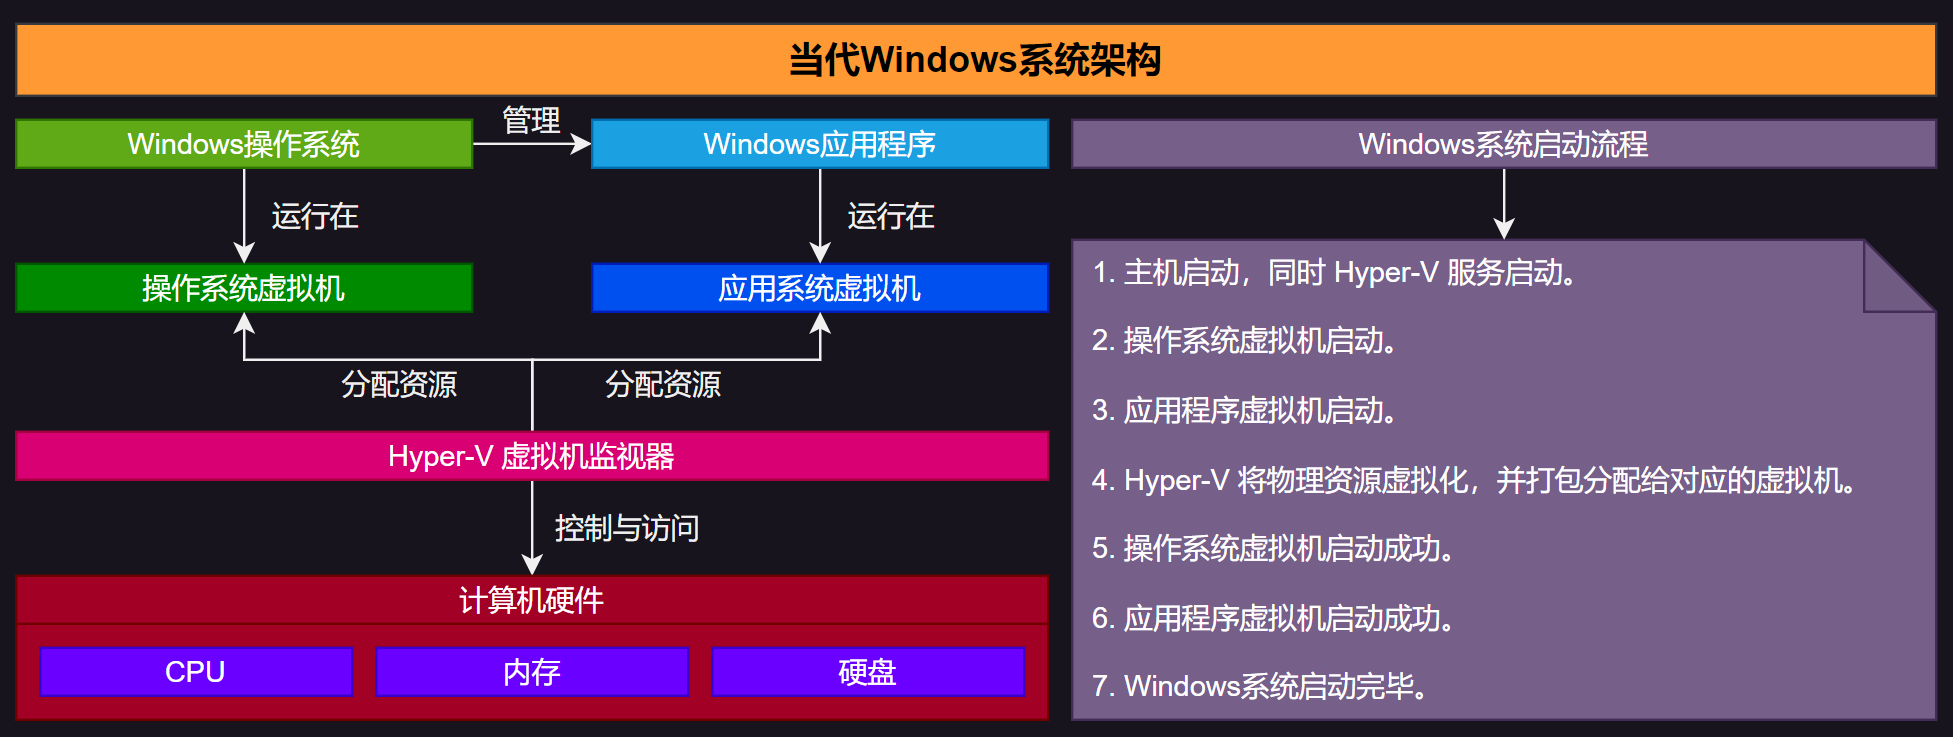 当代Windows系统架构
Windows操作系统
管理
Windows应用程序
运行在
运行在
操作系统虚拟机
应用系统虚拟机
分配资源
分配资源
Hyper-V 虚拟机监视器
控制与访问
计算机硬件
CPU
内存
硬盘
Windows系统启动流程
1. 主机启动，同时 Hyper-V 服务启动。
2. 操作系统虚拟机启动。
3. 应用程序虚拟机启动。
4. Hyper-V 将物理资源虚拟化，并打包分配给对应的虚拟机。
5. 操作系统虚拟机启动成功。
6. 应用程序虚拟机启动成功。
7. Windows系统启动完毕。